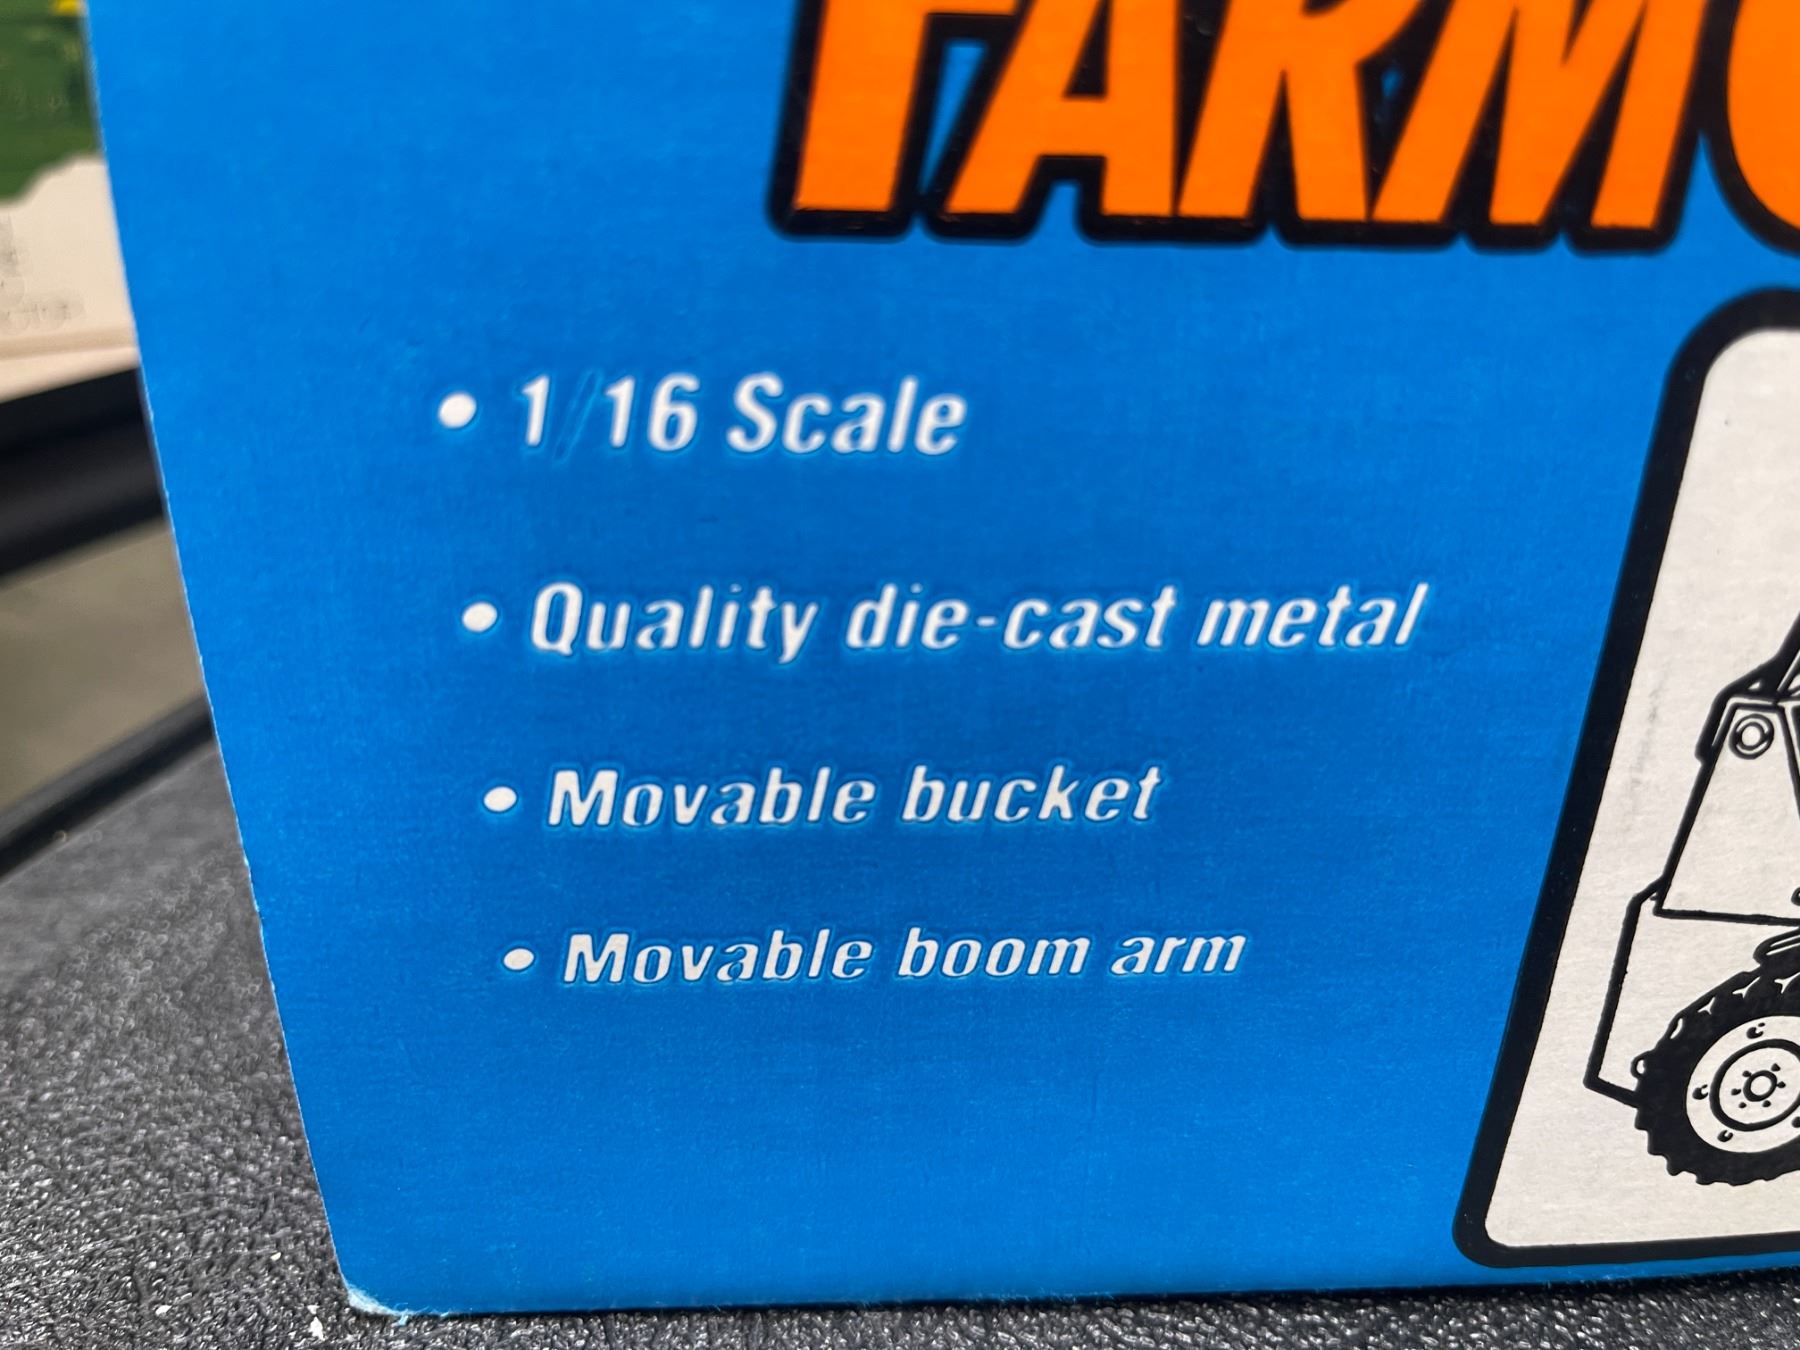 FARM
• 1/16 Scale
• Quality die-cast metal
• Movable bucket
• Movable boom arm